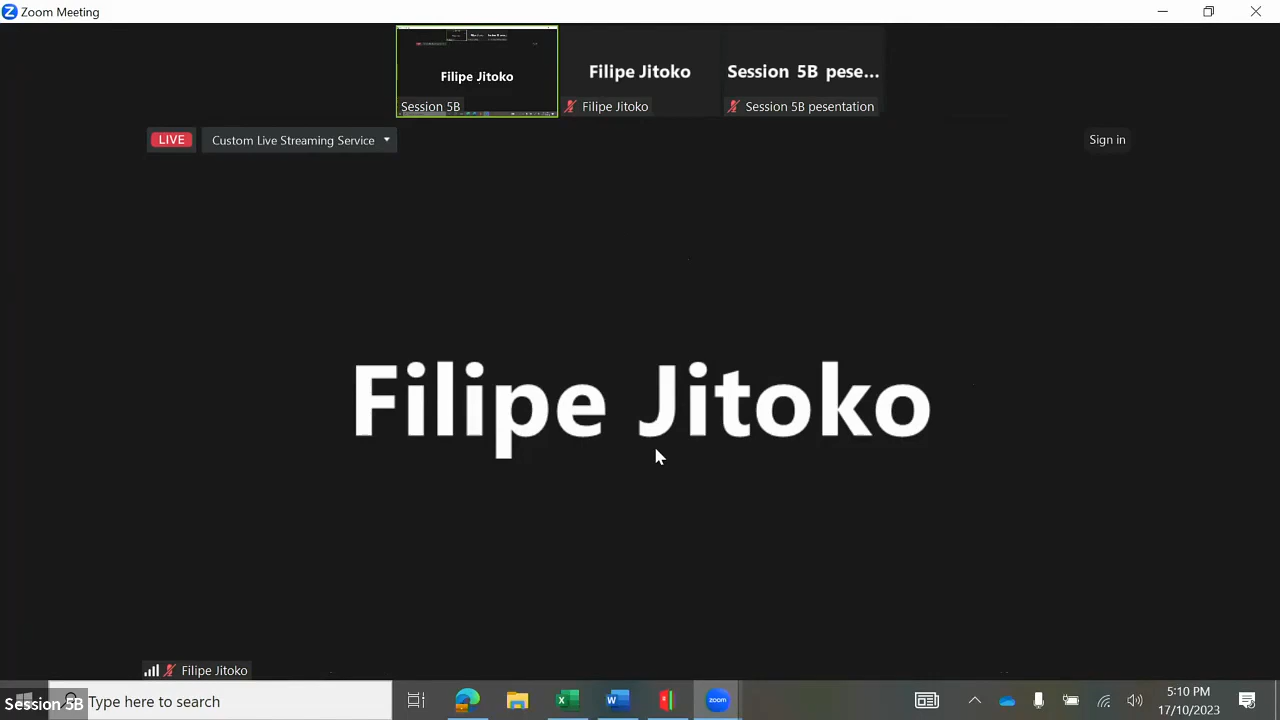 Zoom Meeting
Filipe Jitoko
Session 5B
Filipe Jitoko
Filipe Jitoko
Session 5B pese...
Session 5B pesentation
LIVE
Custom Live Streaming Service
Sign in
Filipe Jitoko
Filipe Jitoko
Session 5B
Type here to search
zoom
5:10 PM
17/10/2023